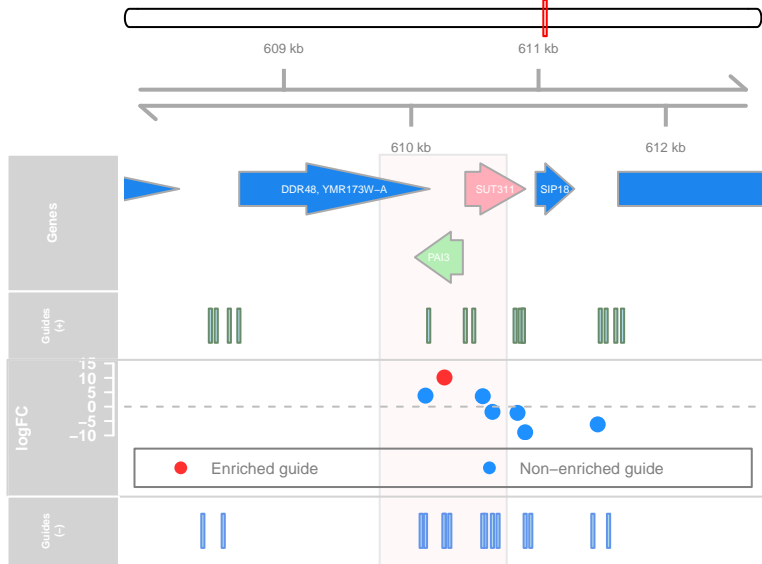 609 kb
611 kb
610 kb
612 kb
Genes
DDR48, YMR173W−A
SUT311
SIP18
PAI3
Guides
(+)
logFC
15
10
5
0
−5
−10
Enriched guide
Non−enriched guide
Guides
(−)